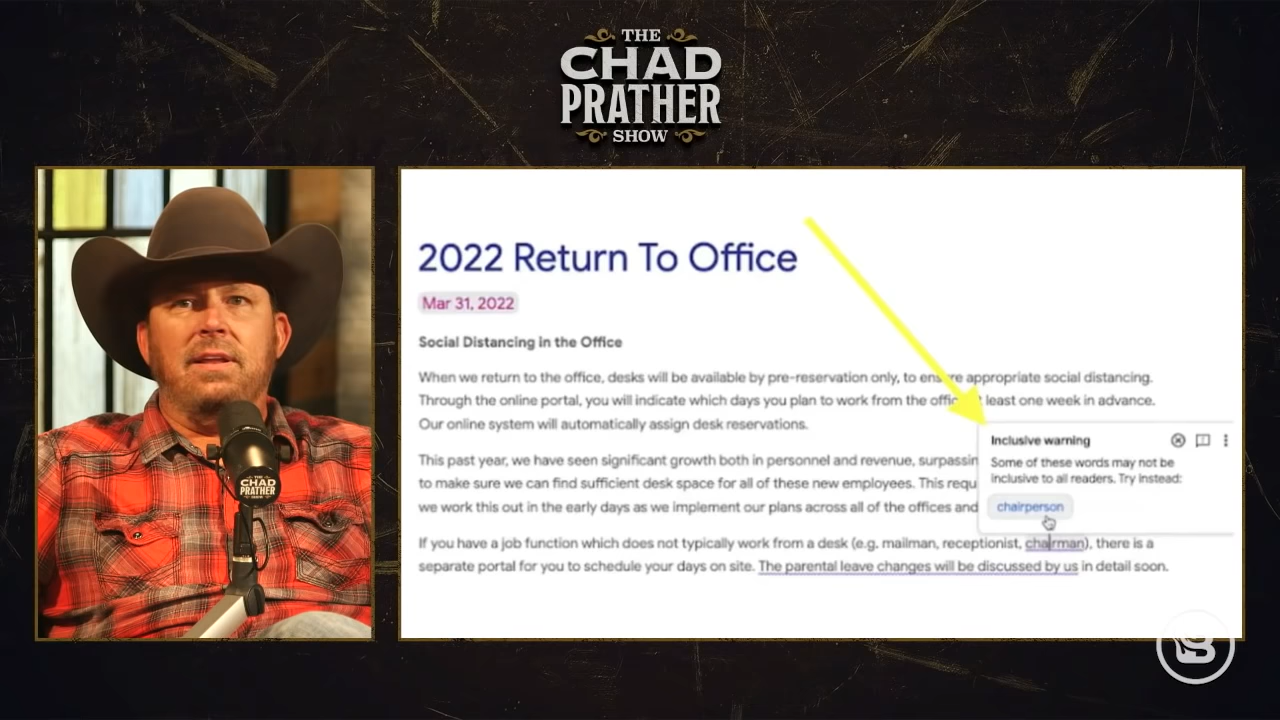 THE
CHAD
PRATHER
SHOW
THE
CHAD
PRATHER
SHOW
2022 Return To Office
Mar 31, 2022
Social Distancing in the Office
When we return to the office, desks will be available by pre-reservation only, to ensure appropriate social distancing.
Through the online portal, you will indicate which days you plan to work from the office least one week in advance.
Our online system will automatically assign desk reservations.
This past year, we have seen significant growth both in personnel and revenue,
to make sure we can find sufficient desk space for all of these new employees. This
we work this out in the early days as we implement our plans across all of the offices and
If you have a job function which does not typically work from a desk (e.g. mailman, receptionist, chairman), there is a
separate portal for you to schedule your days on site. The parental leave changes will be discussed by us in detail soon.
Inclusive warning
Some of these words may not be
inclusive to all readers. Try instead:
chairperson
B